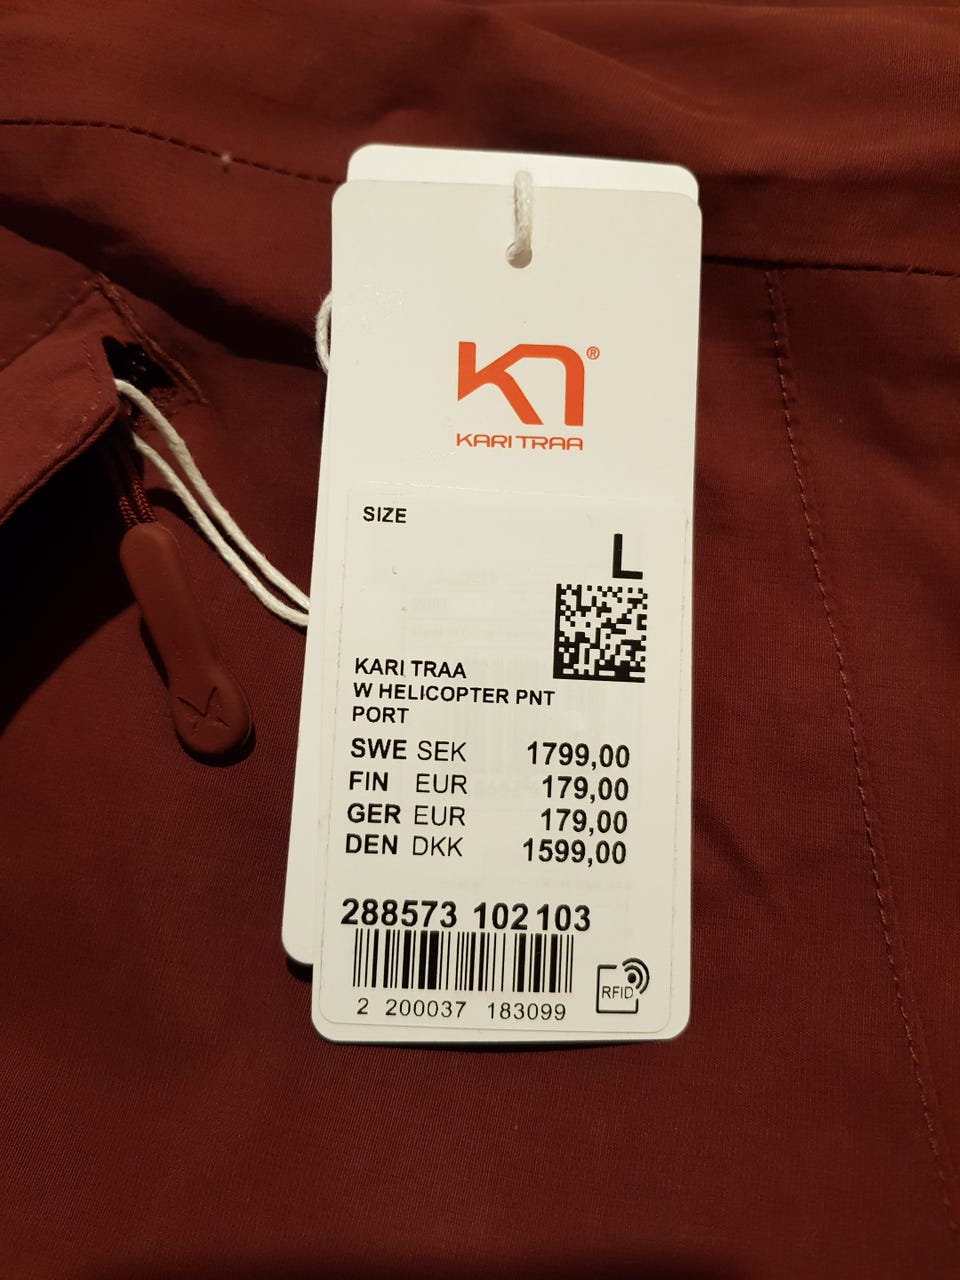 KN®
KARI TRAA
SIZE
L
KARI TRAA
W HELICOPTER PNT
PORT
SWE SEK 1799,00
FIN EUR 179,00
GER EUR 179,00
DEN DKK 1599,00
288573 102103
2 200037 183099
RFID